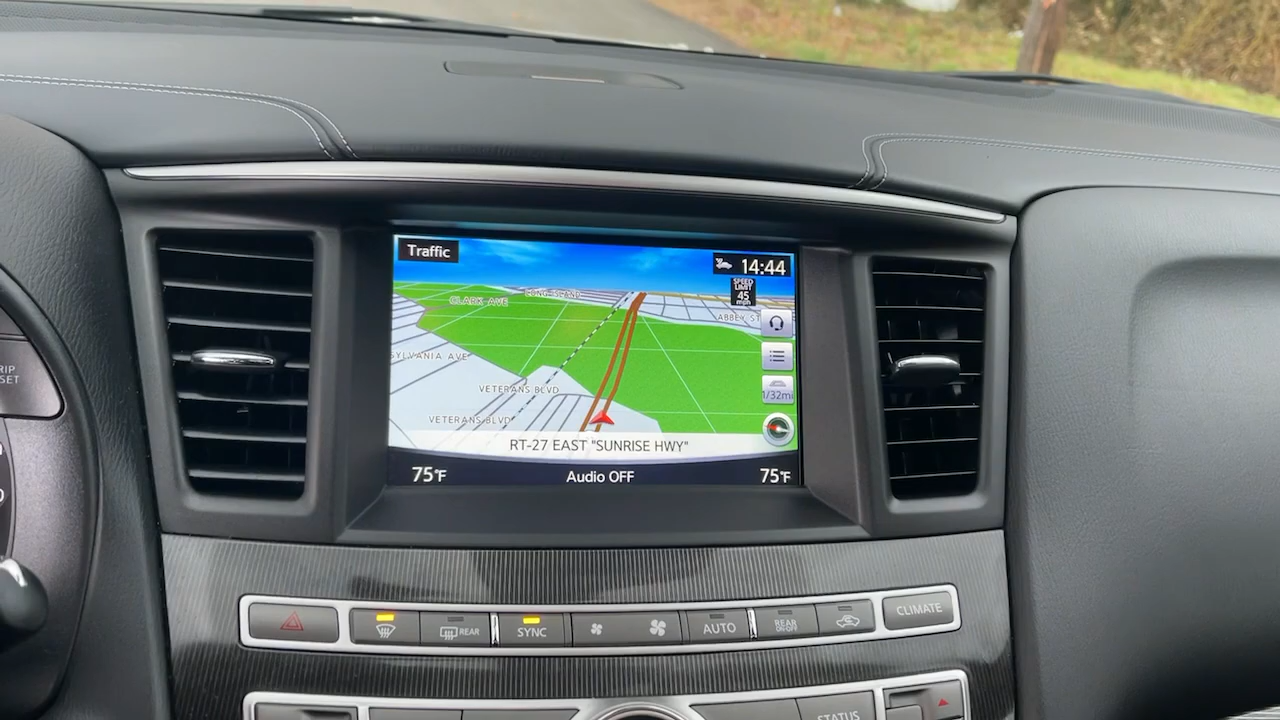 Traffic
14:44
SPEED
LIMIT
45
mph
CLARK AVE
LONG ISLAND
ABBEY ST
SYLVANIA AVE
VETERANS BLVD
VETERANS BLVD
1/32mi
RT-27 EAST "SUNRISE HWY"
75°F
Audio OFF
75°F
RIP
SET
REAR
SYNC
AUTO
REAR
ON·OFF
CLIMATE
STATUS